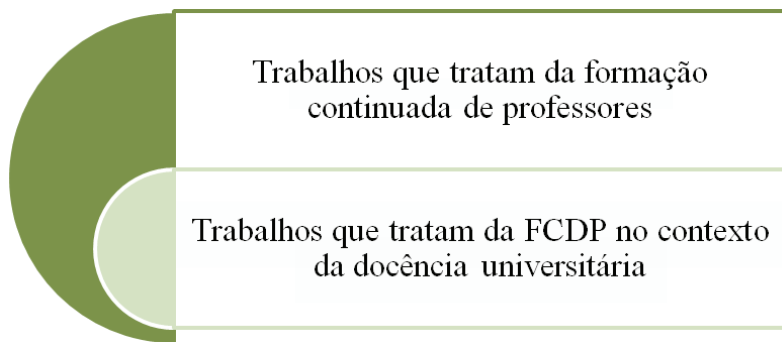 Trabalhos que tratam da formação
continuada de professores
Trabalhos que tratam da FCDP no contexto
da docência universitária